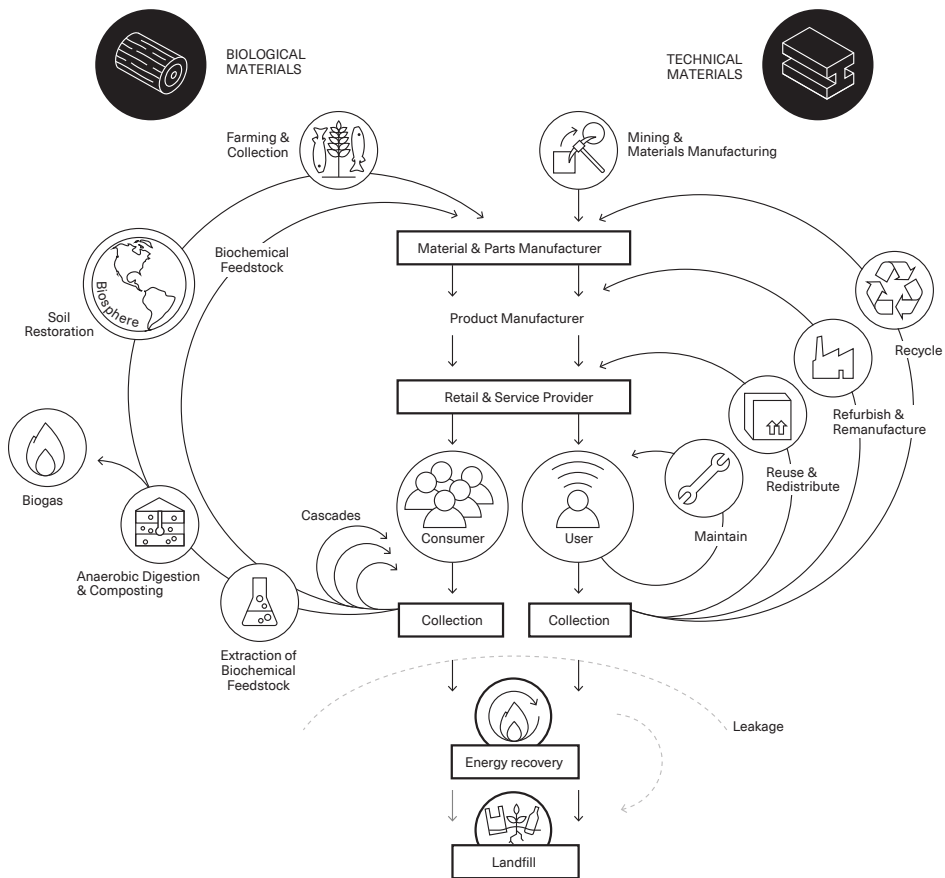 BIOLOGICAL
MATERIALS
TECHNICAL
MATERIALS
Farming &
Collection
Mining &
Materials Manufacturing
Biochemical
Feedstock
Material & Parts Manufacturer
Biosphere
Soil
Restoration
Product Manufacturer
Recycle
Retail & Service Provider
Refurbish &
Remanufacture
Reuse &
Redistribute
Biogas
Cascades
Consumer
User
Maintain
Anaerobic Digestion
& Composting
Collection
Collection
Extraction of
Biochemical
Feedstock
Leakage
Energy recovery
Landfill